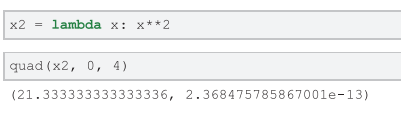 x2 = lambda x: x**2
quad(x2, 0, 4)
(21.333333333333336, 2.368475785867001e-13)